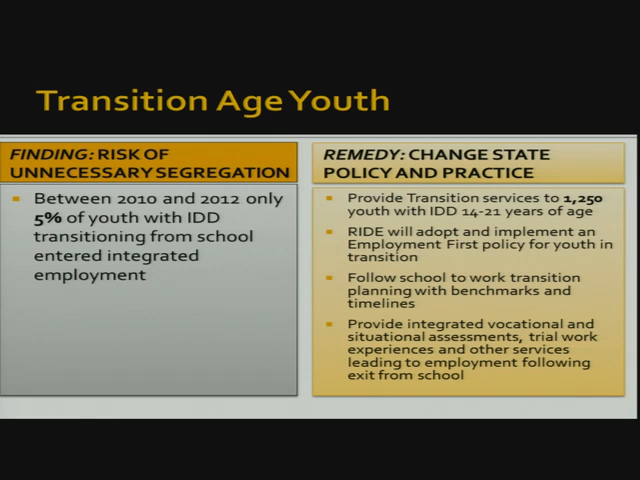 Transition Age Youth
FINDING: RISK OF
UNNECESSARY SEGREGATION
Between 2010 and 2012 only
5% of youth with IDD
transitioning from school
entered integrated
employment
REMEDY: CHANGE STATE
POLICY AND PRACTICE
Provide Transition services to 1,250
youth with IDD 14-21 years of age
RIDE will adopt and implement an
Employment First policy for youth in
transition
Follow school to work transition
planning with benchmarks and
timelines
Provide integrated vocational and
situational assessments, trial work
experiences and other services
leading to employment following
exit from school